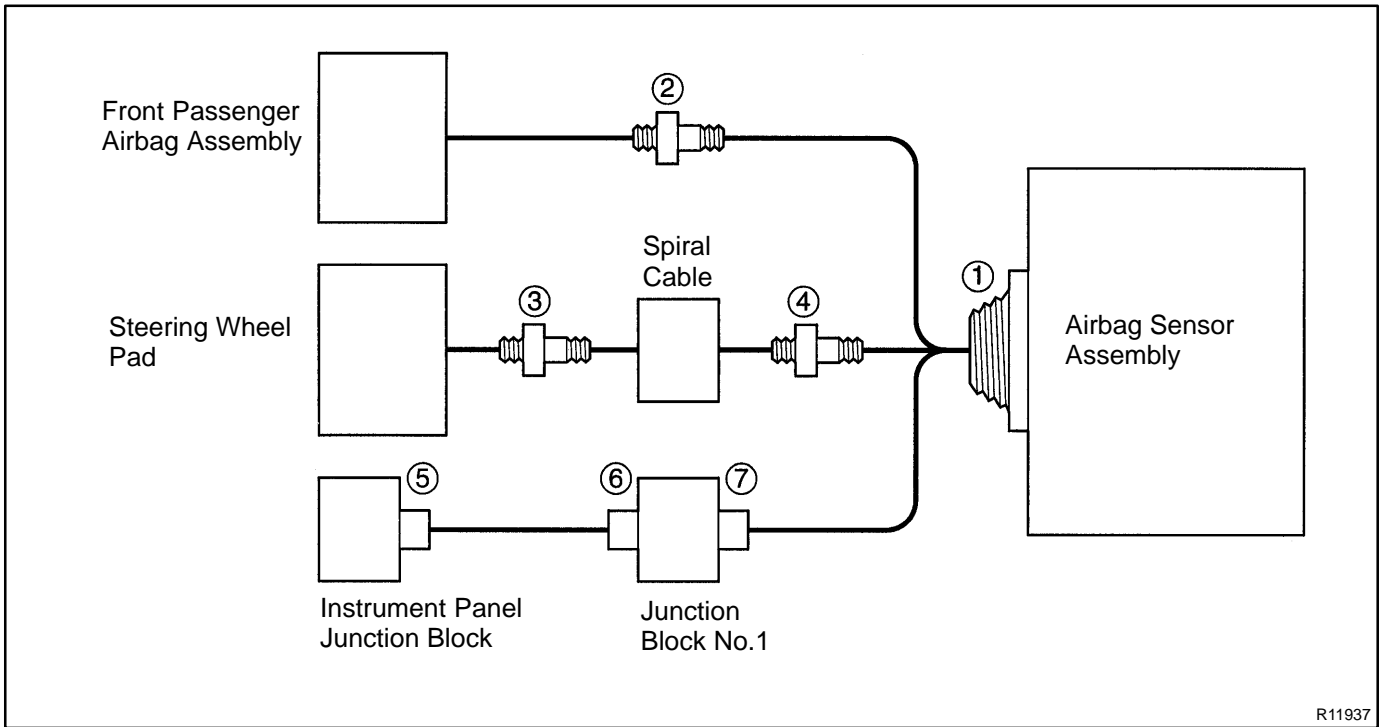 ②
Front Passenger
Airbag Assembly
Spiral
Cable
①
③
④
Steering Wheel
Pad
Airbag Sensor
Assembly
⑤
⑥
⑦
Instrument Panel
Junction Block
Junction
Block No.1
R11937